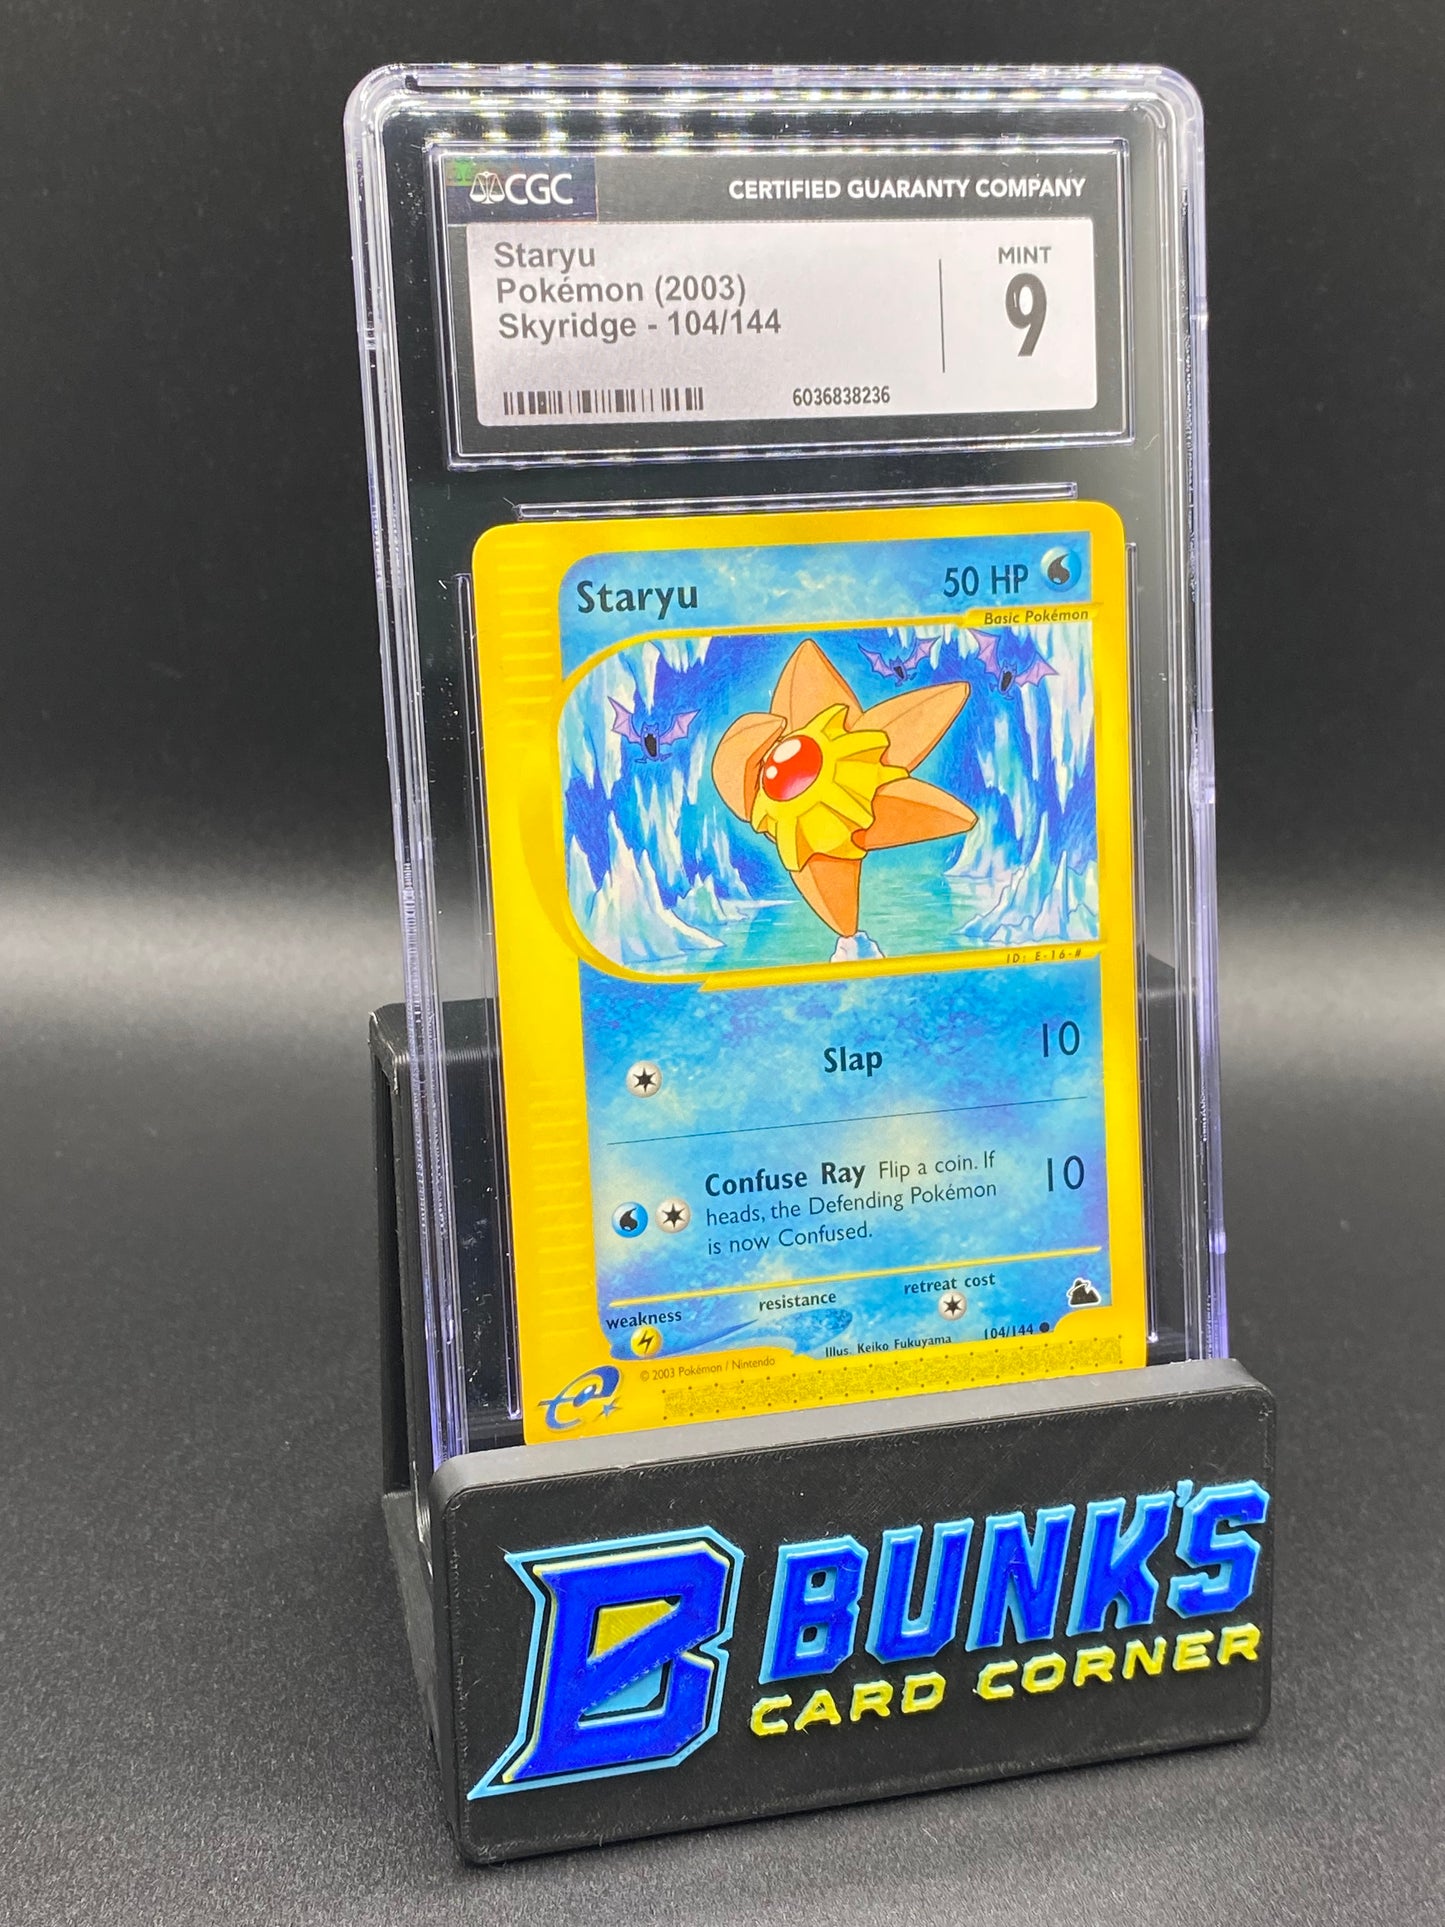 CGC
CERTIFIED GUARANTY COMPANY
Staryu
Pokémon (2003)
Skyridge - 104/144
MINT
9
6036838236
Staryu
50 HP
Basic Pokémon
ID: E-16-#
Slap
10
Confuse Ray Flip a coin. If
heads, the Defending Pokémon
is now Confused.
10
weakness
resistance
retreat cost
Illus. Keiko Fukuyama
104/144
© 2003 Pokémon / Nintendo
e
B
BUNK'S
CARD CORNER